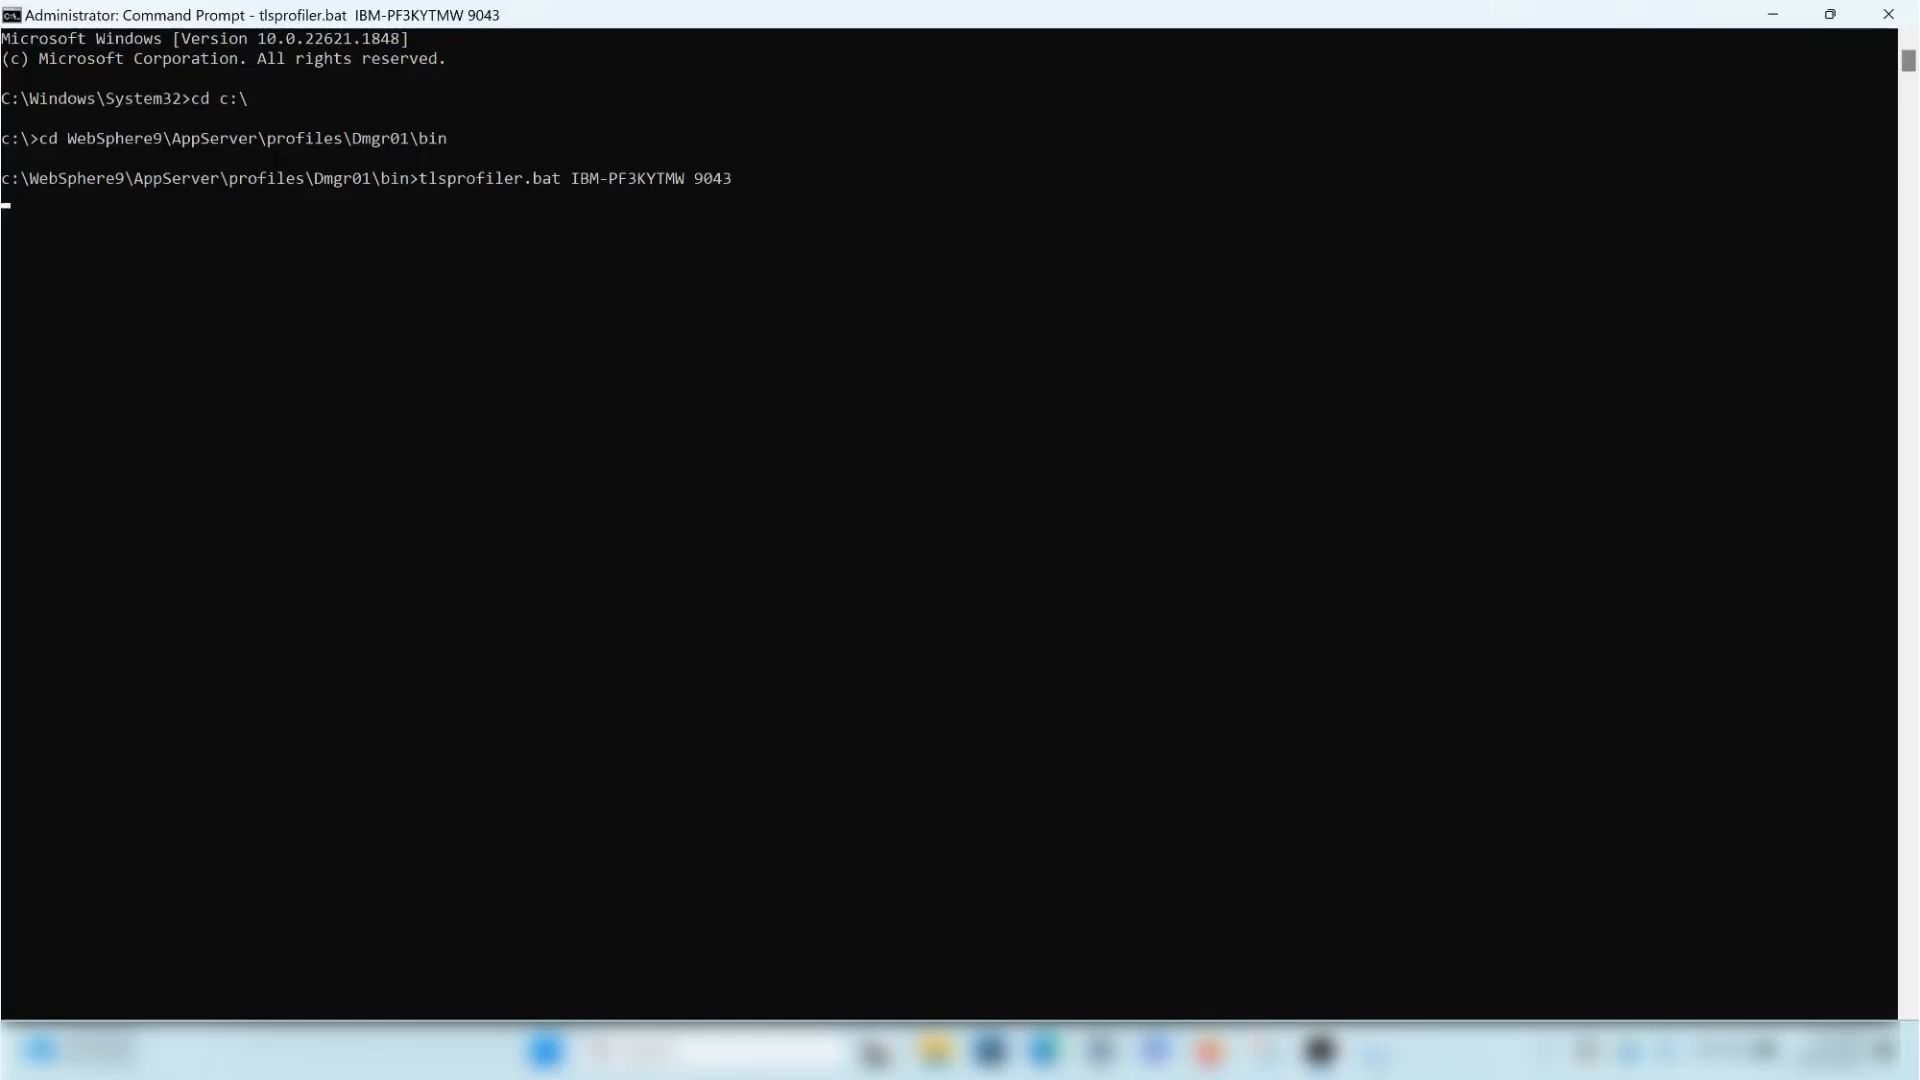 Administrator: Command Prompt - tlsprofiler.bat  IBM-PF3KYTMW 9043
Microsoft Windows [Version 10.0.22621.1848]
(c) Microsoft Corporation. All rights reserved.
C:\Windows\System32>cd c:\
c:\>cd WebSphere9\AppServer\profiles\Dmgr01\bin
c:\WebSphere9\AppServer\profiles\Dmgr01\bin>tlsprofiler.bat IBM-PF3KYTMW 9043